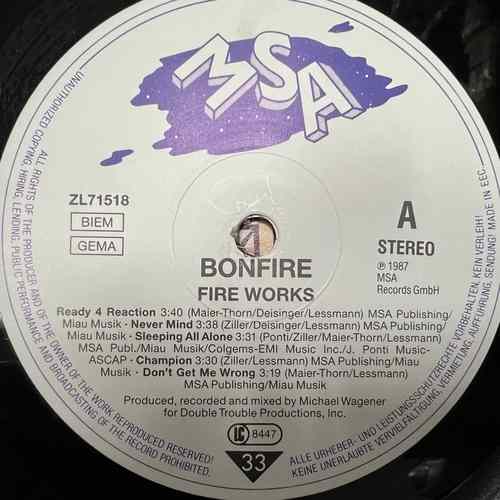 MSA
ZL71518
BIEM
GEMA
A
STEREO
℗ 1987
MSA
Records GmbH
BONFIRE
FIRE WORKS
Ready 4 Reaction 3:40 (Maier-Thorn/Deisinger/Lessmann) MSA Publishing/
Miau Musik · Never Mind 3:38 (Ziller/Deisinger/Lessmann) MSA Publishing/
Miau Musik · Sleeping All Alone 3:31 (Ponti/Ziller/Maier-Thorn/Lessmann)
MSA Publ./Miau Musik/Colgems-EMI Music Inc./J. Ponti Music-
ASCAP · Champion 3:30 (Ziller/Lessmann) MSA Publishing/Miau
Musik · Don't Get Me Wrong 3:19 (Maier-Thorn/Lessmann)
MSA Publishing/Miau Musik
Produced, recorded and mixed by Michael Wagener
for Double Trouble Productions, Inc.
LC 8447
33
ALL RIGHTS OF THE PRODUCER AND OF THE OWNER OF THE WORK REPRODUCED RESERVED!
UNAUTHORIZED COPYING, HIRING, LENDING, PUBLIC PERFORMANCE AND BROADCASTING OF THE RECORD PROHIBITED.
ALLE URHEBER- UND LEISTUNGSSCHUTZRECHTE VORBEHALTEN. KEIN VERLEIH!
KEINE UNERLAUBTE VERVIELFÄLTIGUNG, VERMIETUNG, AUFFÜHRUNG, SENDUNG! MADE IN EEC.